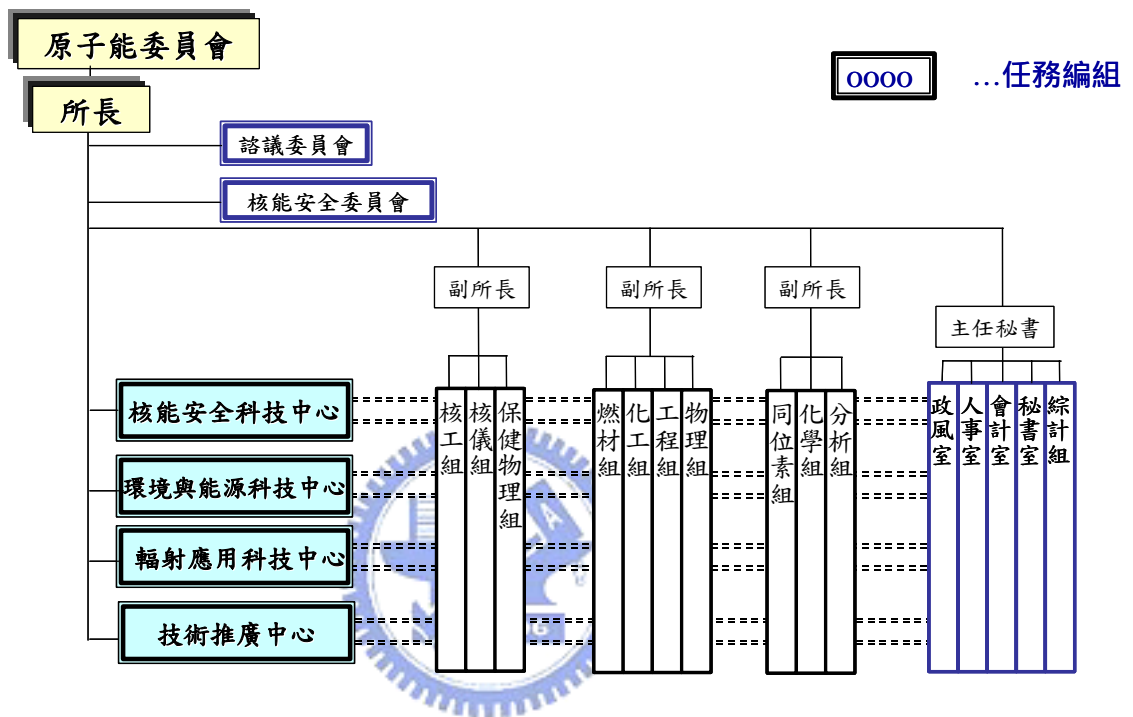 原子能委員會
所長
oooo …任務編組
諮議委員會
核能安全委員會
副所長
副所長
副所長
主任秘書
核能安全科技中心
環境與能源科技中心
輻射應用科技中心
技術推廣中心
核工組
核儀組
保健物理組
燃材組
化工組
工程組
物理組
同位素組
化學組
分析組
政風室
人事室
會計室
秘書室
綜計組